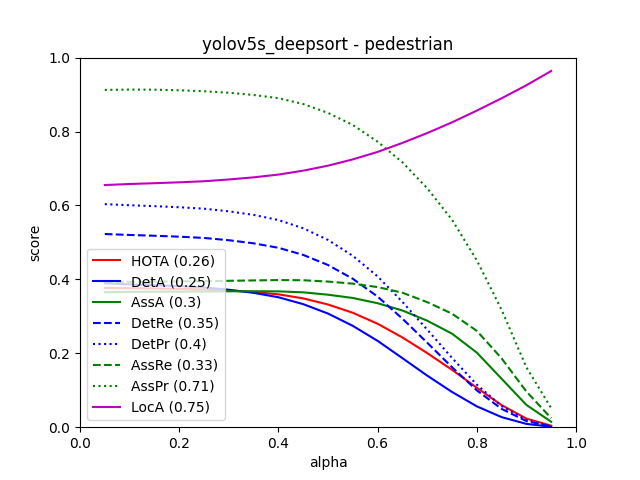 yolov5s_deepsort - pedestrian
1.0
0.8
0.6
0.4
0.2
0.0
score
HOTA (0.26)
DetA (0.25)
AssA (0.3)
DetRe (0.35)
DetPr (0.4)
AssRe (0.33)
AssPr (0.71)
LocA (0.75)
0.0 0.2 0.4 0.6 0.8 1.0
alpha